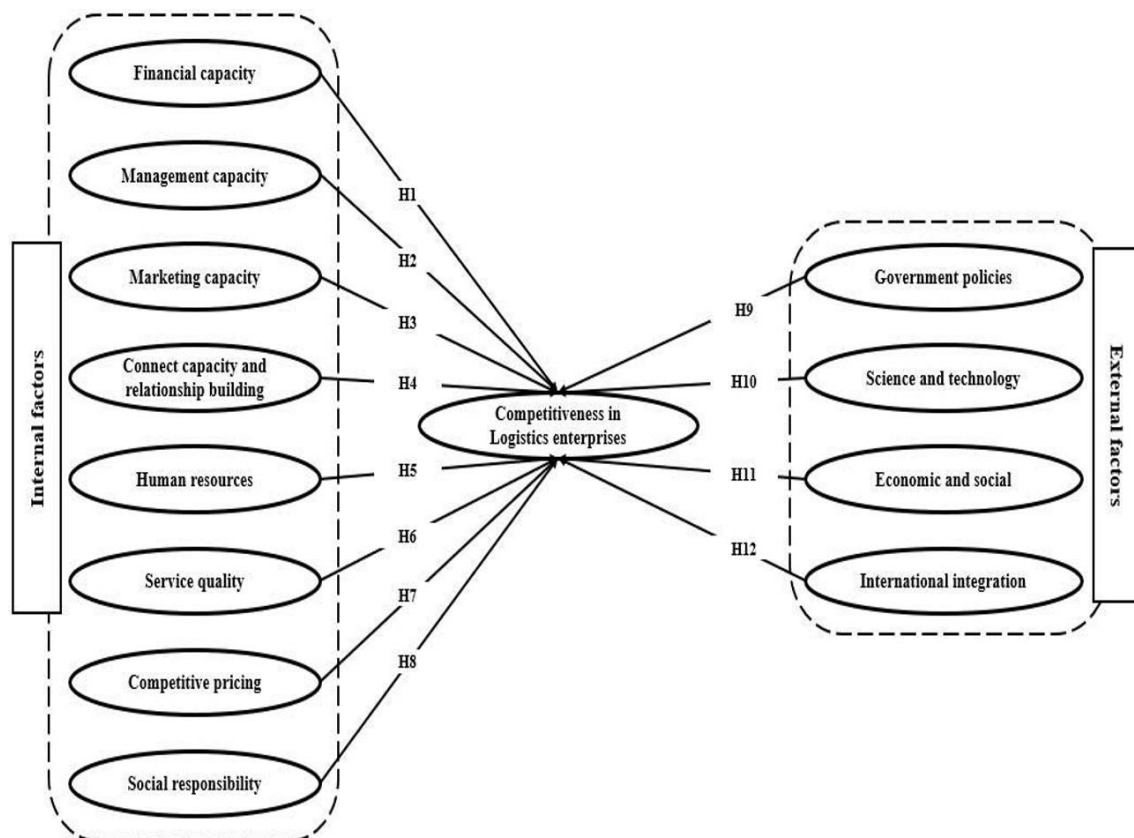 Internal factors
Financial capacity
Management capacity
Marketing capacity
Connect capacity and
relationship building
Human resources
Service quality
Competitive pricing
Social responsibility
H1
H2
H3
H4
H5
H6
H7
H8
Competitiveness in
Logistics enterprises
H9
H10
H11
H12
Government policies
Science and technology
Economic and social
International integration
External factors